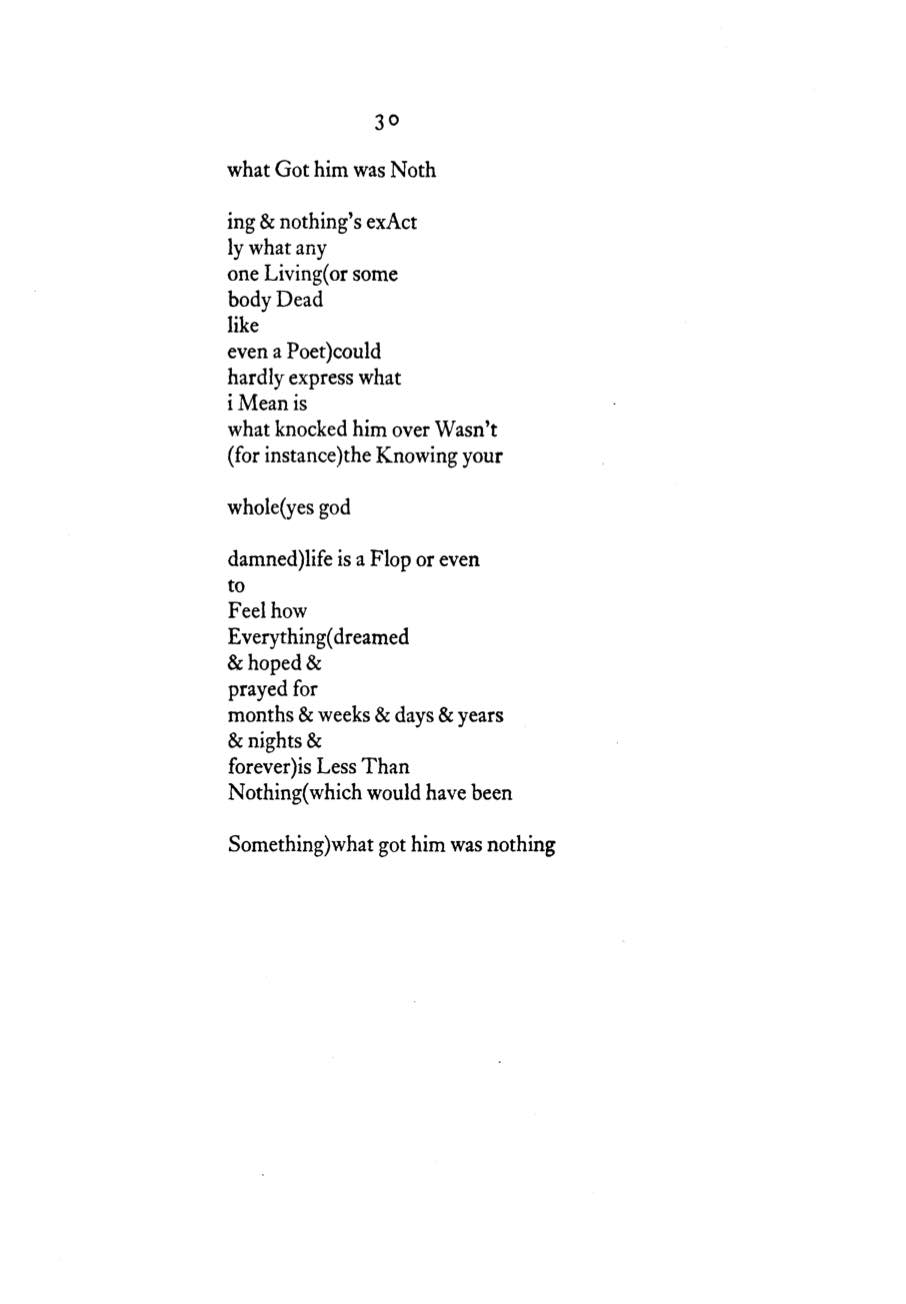 30
what Got him was Noth
ing & nothing's exAct
ly what any
one Living(or some
body Dead
like
even a Poet)could
hardly express what
i Mean is
what knocked him over Wasn't
(for instance)the Knowing your
whole(yes god
damned)life is a Flop or even
to
Feel how
Everything(dreamed
& hoped &
prayed for
months & weeks & days & years
& nights &
forever)is Less Than
Nothing(which would have been
Something)what got him was nothing